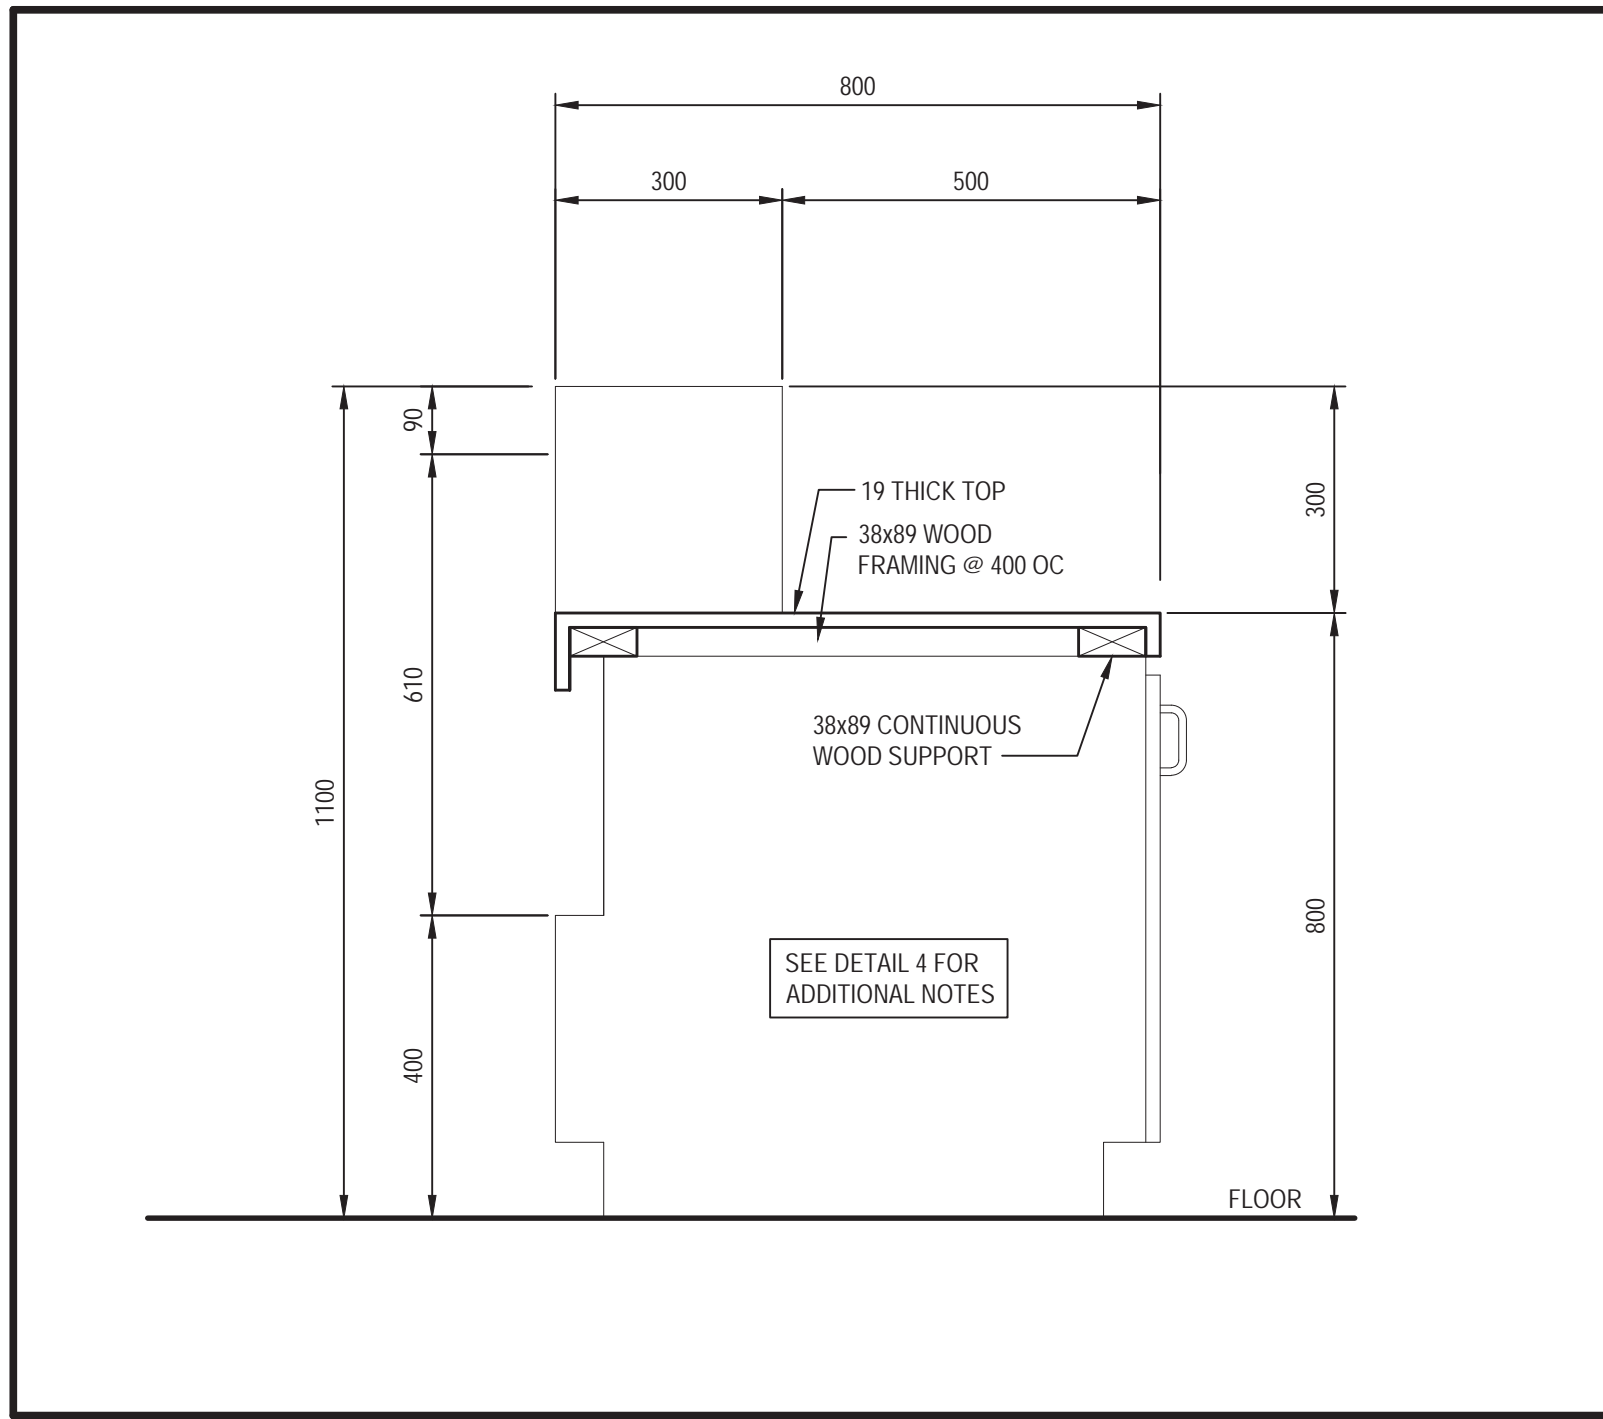 800
300
500
90
19 THICK TOP
38x89 WOOD
FRAMING @ 400 OC
300
610
38x89 CONTINUOUS
WOOD SUPPORT
1100
800
SEE DETAIL 4 FOR
ADDITIONAL NOTES
400
FLOOR